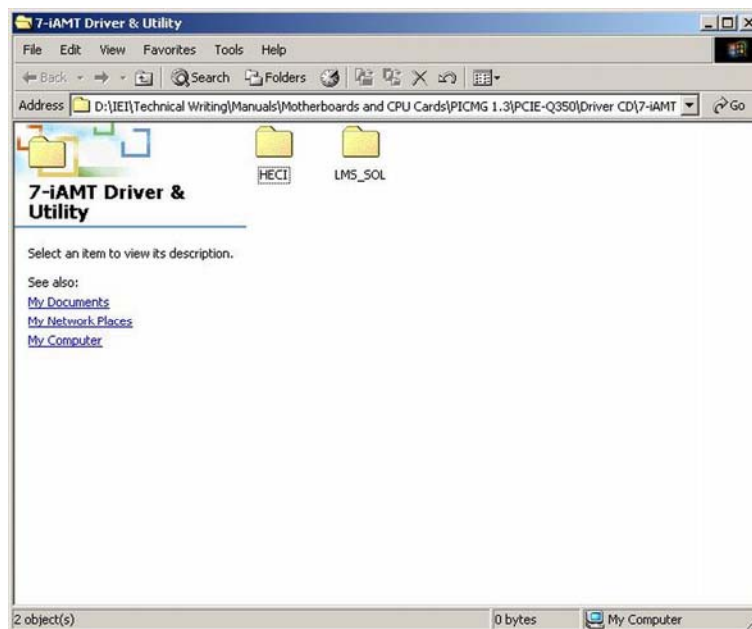 7-iAMT Driver & Utility
File Edit View Favorites Tools Help
Back Search Folders
Address D:\IEI\Technical Writing\Manuals\Motherboards and CPU Cards\PICMG 1.3\PCIE-Q350\Driver CD\7-iAMT Go
HECI LMS_SOL
7-iAMT Driver &
Utility
Select an item to view its description.
See also:
My Documents
My Network Places
My Computer
2 object(s) 0 bytes My Computer